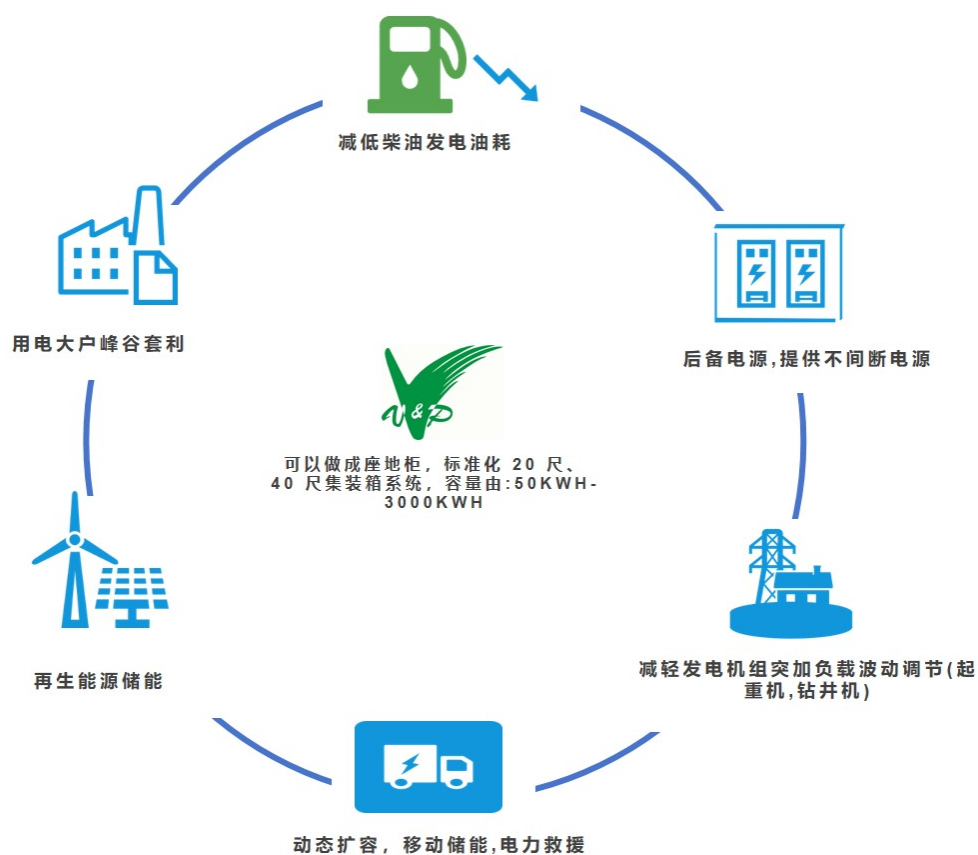 减低柴油发电油耗
用电大户峰谷套利
后备电源,提供不间断电源
V&P
可以做成座地柜，标准化 20 尺、
40 尺集装箱系统，容量由:50KWH-
3000KWH
再生能源储能
减轻发电机组突加负载波动调节(起
重机,钻井机)
动态扩容，移动储能,电力救援